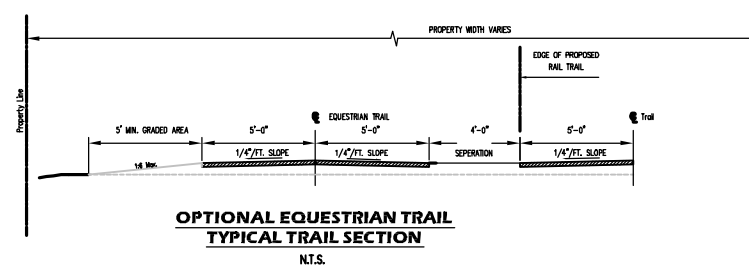 PROPERTY WIDTH VARIES
EDGE OF PROPOSED
RAIL TRAIL
Property Line
℄ EQUESTRIAN TRAIL
℄ Trail
5' MIN. GRADED AREA
5'-0"
5'-0"
4'-0"
5'-0"
1:6 Max.
1/4"/FT. SLOPE
1/4"/FT. SLOPE
SEPERATION
1/4"/FT. SLOPE
OPTIONAL EQUESTRIAN TRAIL
TYPICAL TRAIL SECTION
N.T.S.